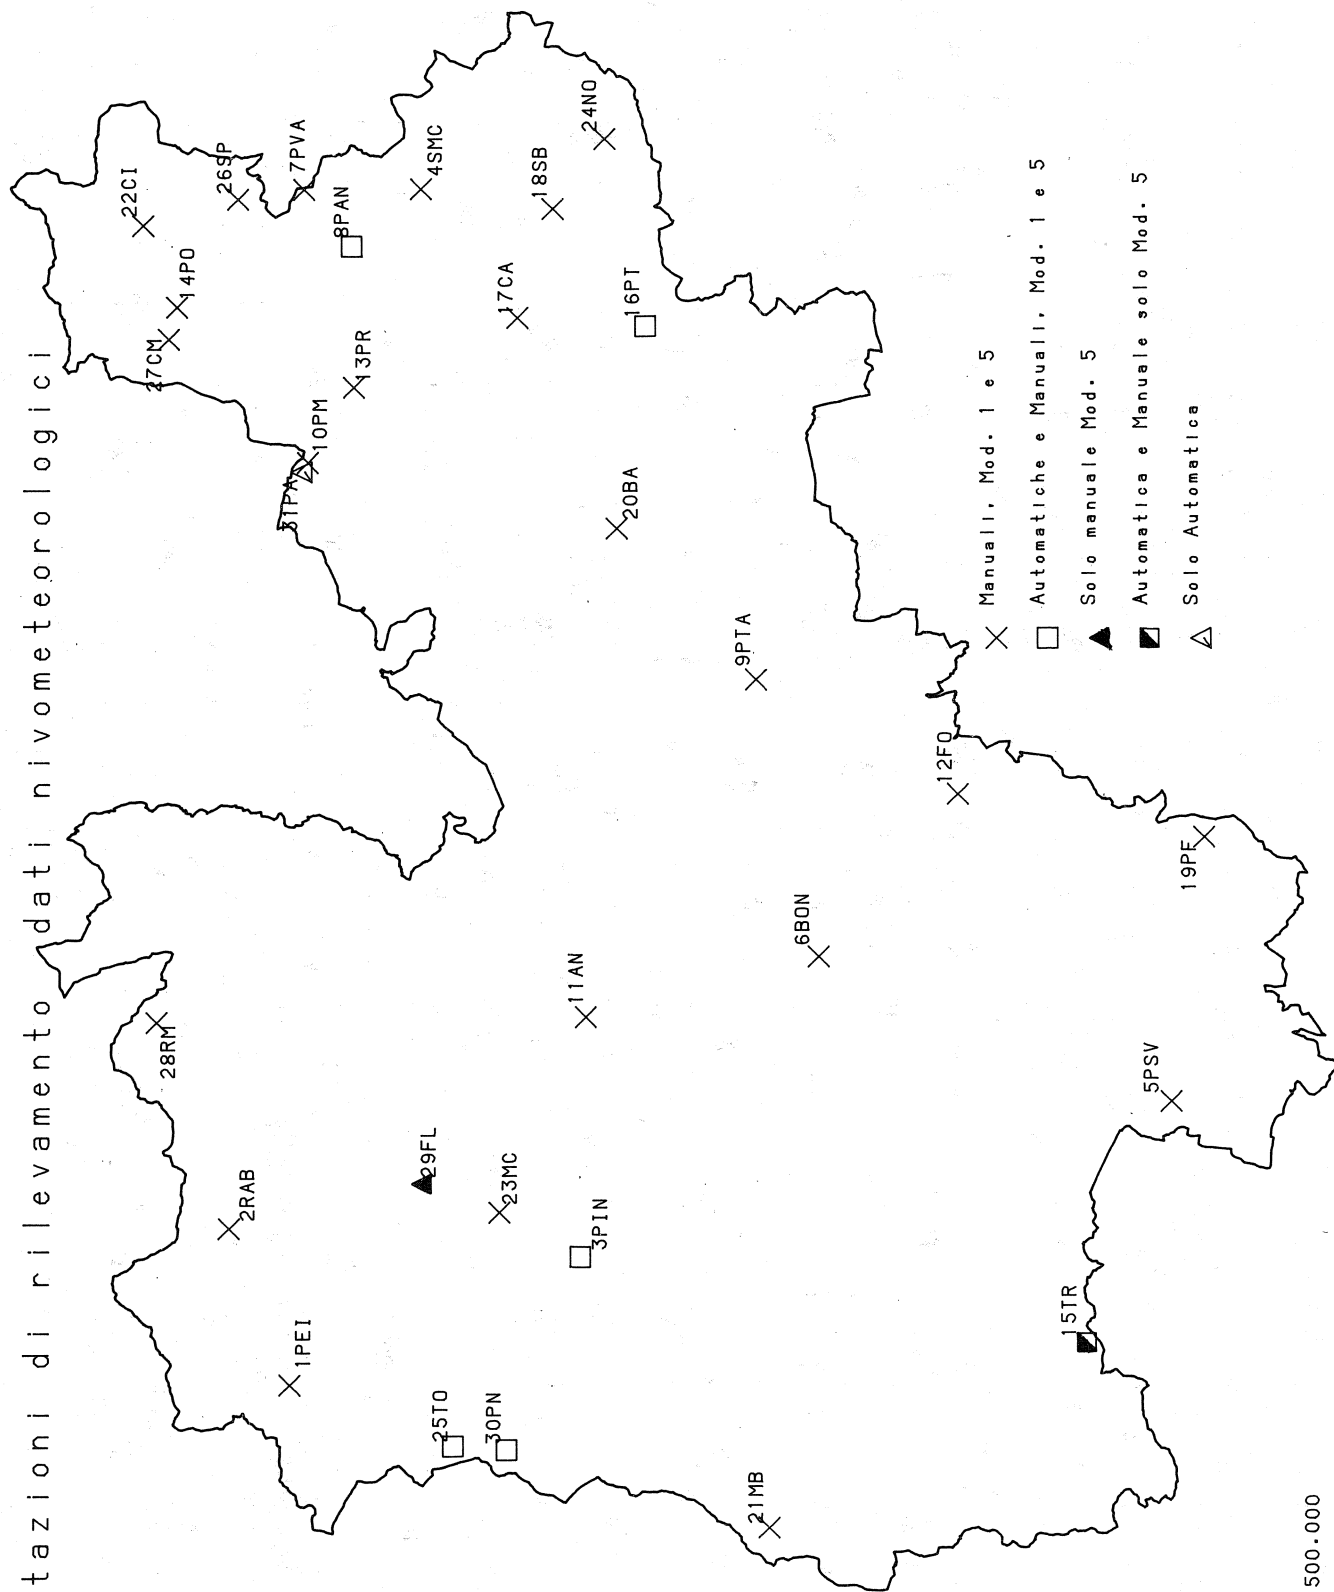 tazioni di rilevamento dati nivometeorologici
22CI
26SP
7PVA
14PO
27CM
8PAN
4SMC
24NO
18SB
17CA
16PT
13PR
10PM
31PA
20BA
9PTA
12FO
19PF
6BON
11AN
28RM
5PSV
29FL
2RAB
23MC
3PIN
15TR
1PEI
25TO
30PN
21MB
Manuali, Mod. 1 e 5
Automatiche e Manuali, Mod. 1 e 5
Solo manuale Mod. 5
Automatica e Manuale solo Mod. 5
Solo Automatica
500.000